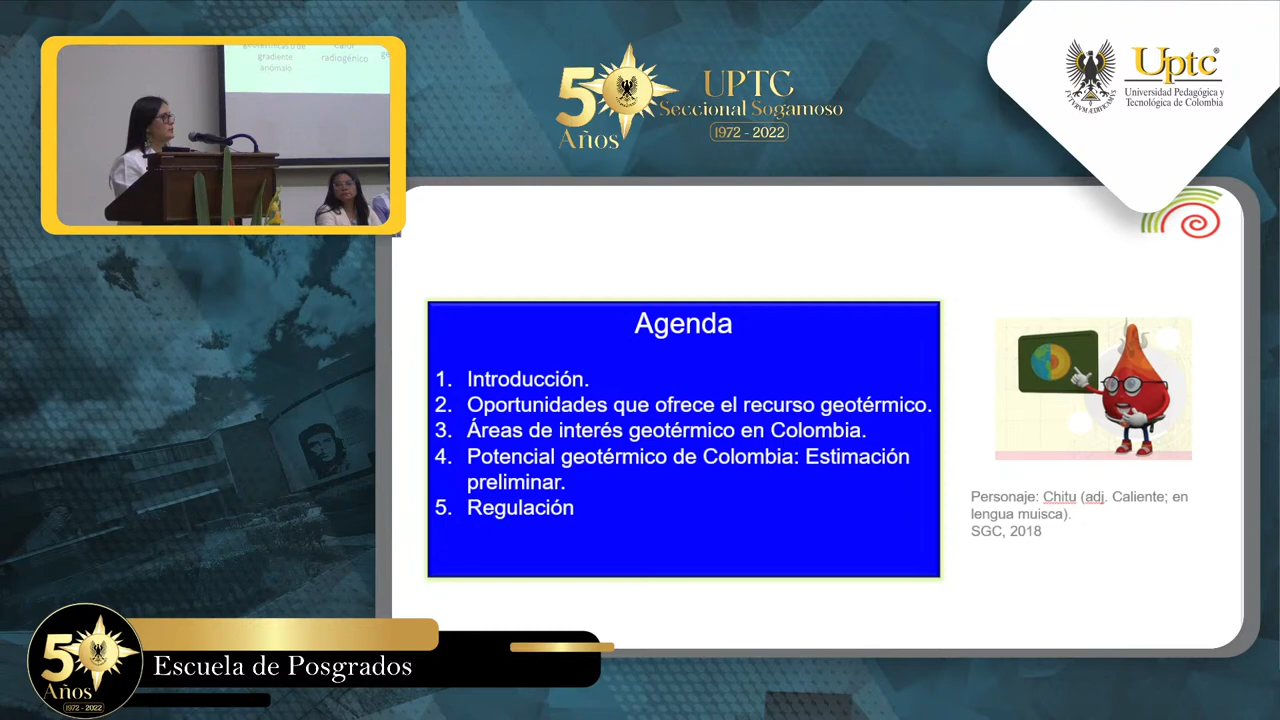 geotérmicas o de
gradiente
anómalo
calor
radiogénico
50
Años
UPTC
Seccional Sogamoso
1972 - 2022
Uptc®
Universidad Pedagógica y
Tecnológica de Colombia
Agenda
1. Introducción.
2. Oportunidades que ofrece el recurso geotérmico.
3. Áreas de interés geotérmico en Colombia.
4. Potencial geotérmico de Colombia: Estimación
preliminar.
5. Regulación
Personaje: Chitu (adj. Caliente; en
lengua muisca).
SGC, 2018
50
Años
1972 - 2022
Escuela de Posgrados